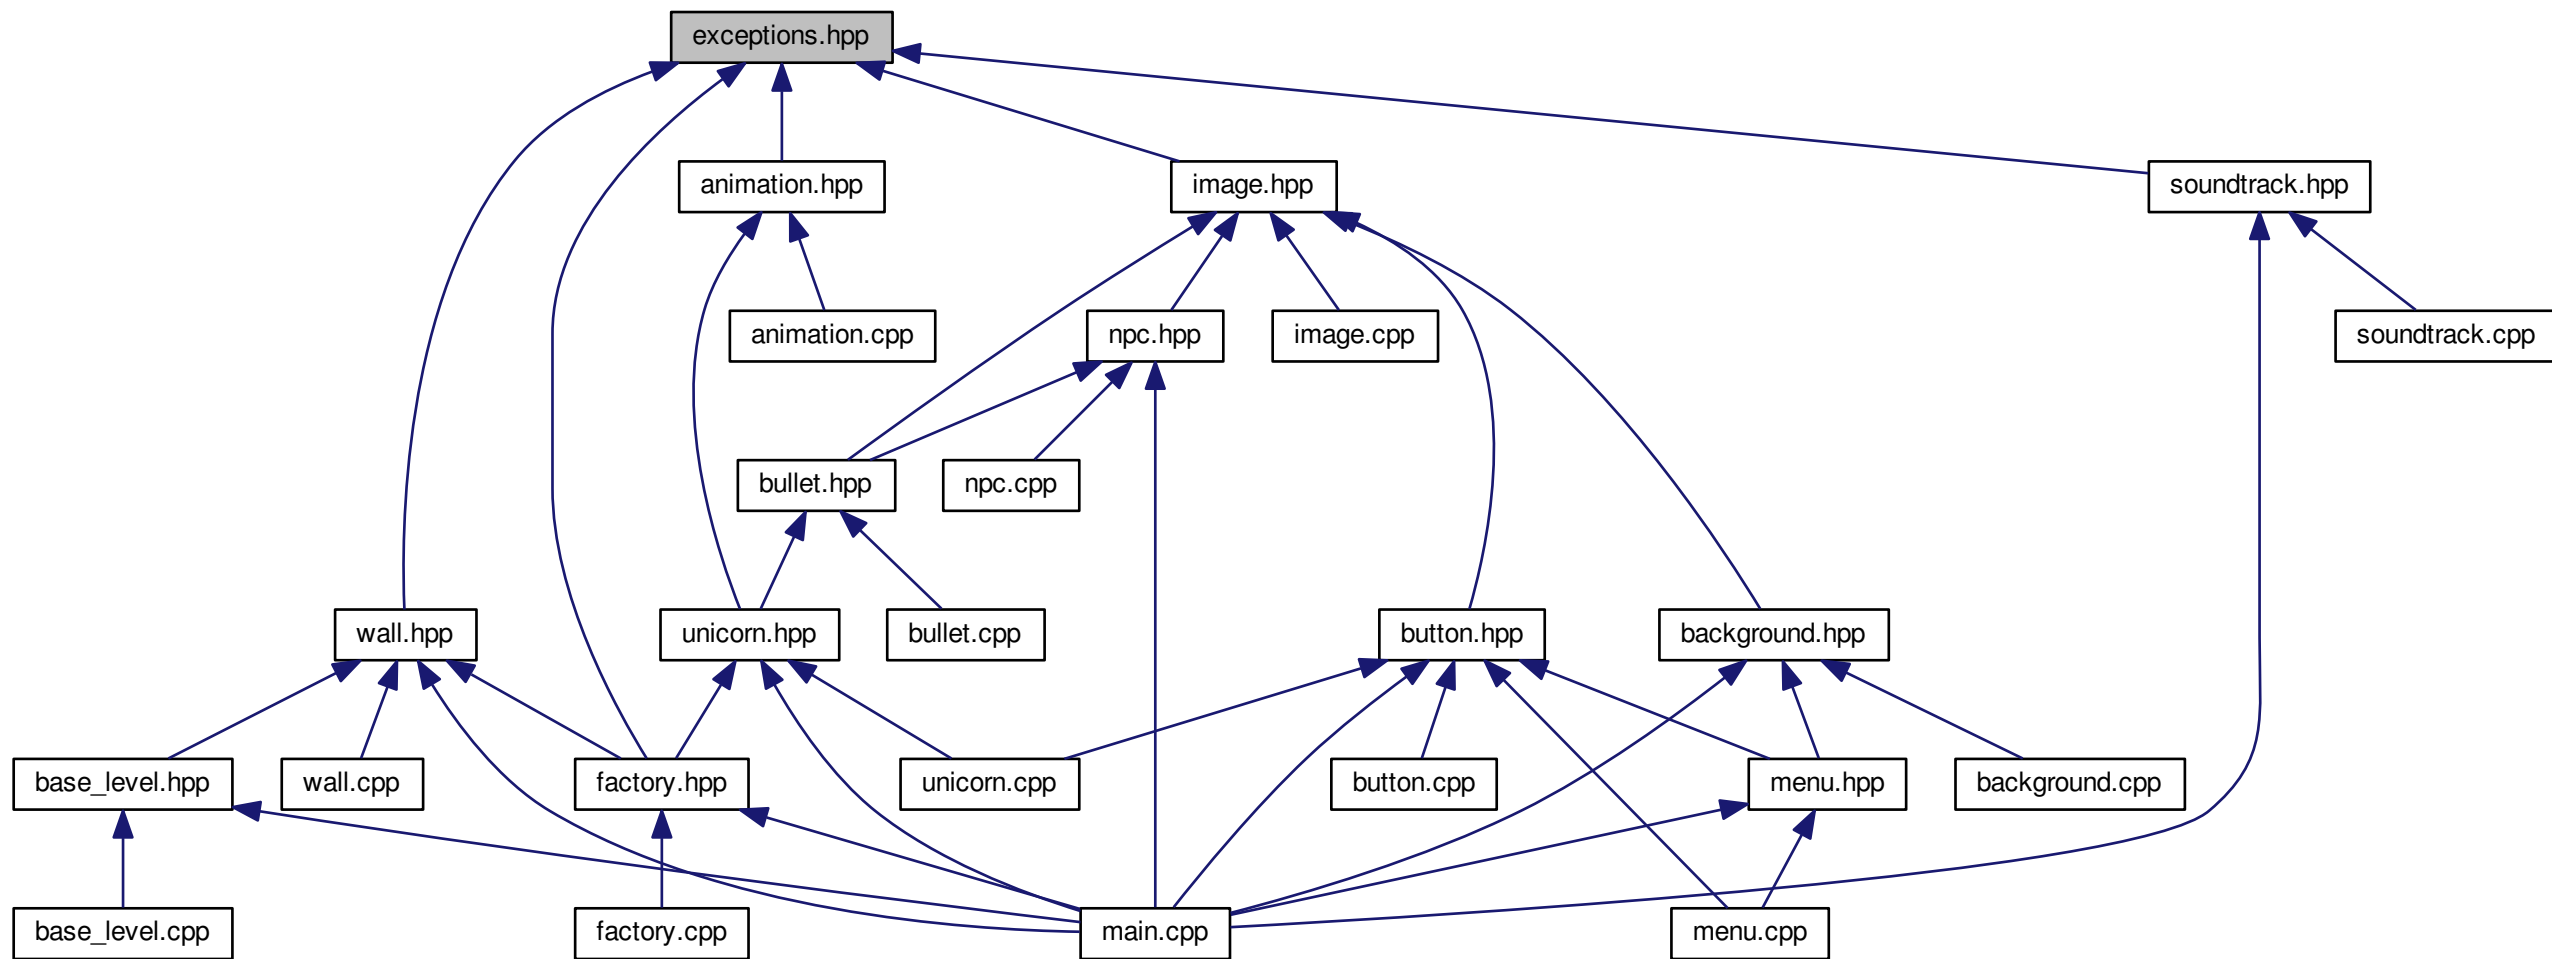 exceptions.hpp
animation.hpp
image.hpp
soundtrack.hpp
animation.cpp
npc.hpp
image.cpp
soundtrack.cpp
bullet.hpp
npc.cpp
wall.hpp
unicorn.hpp
bullet.cpp
button.hpp
background.hpp
base_level.hpp
wall.cpp
factory.hpp
unicorn.cpp
button.cpp
menu.hpp
background.cpp
base_level.cpp
factory.cpp
main.cpp
menu.cpp